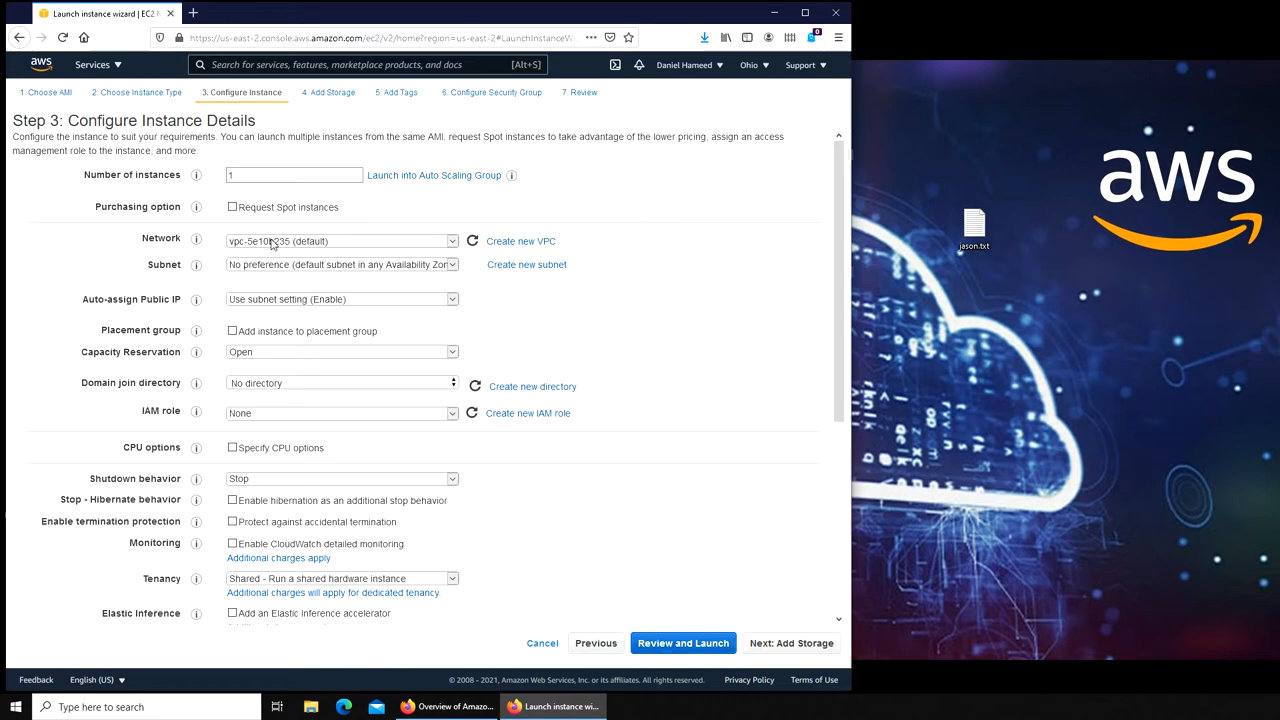 Launch instance wizard | EC2
https://us-east-2.console.aws.amazon.com/ec2/v2/home?region=us-east-2#LaunchInstanceW
0
aws Services Search for services, features, marketplace products, and docs [Alt+S] Daniel Hameed Ohio Support
1. Choose AMI 2. Choose Instance Type 3. Configure Instance 4. Add Storage 5. Add Tags 6. Configure Security Group 7. Review
Step 3: Configure Instance Details
Configure the instance to suit your requirements. You can launch multiple instances from the same AMI, request Spot instances to take advantage of the lower pricing, assign an access
management role to the instance, and more
Number of instances 1 Launch into Auto Scaling Group
Purchasing option Request Spot instances
Network (default) Create new VPC
Subnet No preference (default subnet in any Availability Zon Create new subnet
Auto-assign Public IP Use subnet setting (Enable)
Placement group Add instance to placement group
Capacity Reservation Open
Domain join directory No directory Create new directory
IAM role None Create new IAM role
CPU options Specify CPU options
Shutdown behavior Stop
Stop - Hibernate behavior Enable hibernation as an additional stop behavior
Enable termination protection Protect against accidental termination
Monitoring Enable CloudWatch detailed monitoring
Additional charges apply
Tenancy Shared - Run a shared hardware instance
Additional charges will apply for dedicated tenancy.
Elastic Inference Add an Elastic Inference accelerator
Cancel Previous Review and Launch Next: Add Storage
Feedback English (US) © 2008 - 2021, Amazon Web Services, Inc. or its affiliates. All rights reserved. Privacy Policy Terms of Use
aws
jason.txt
Type here to search Overview of Amazo... Launch instance wi...